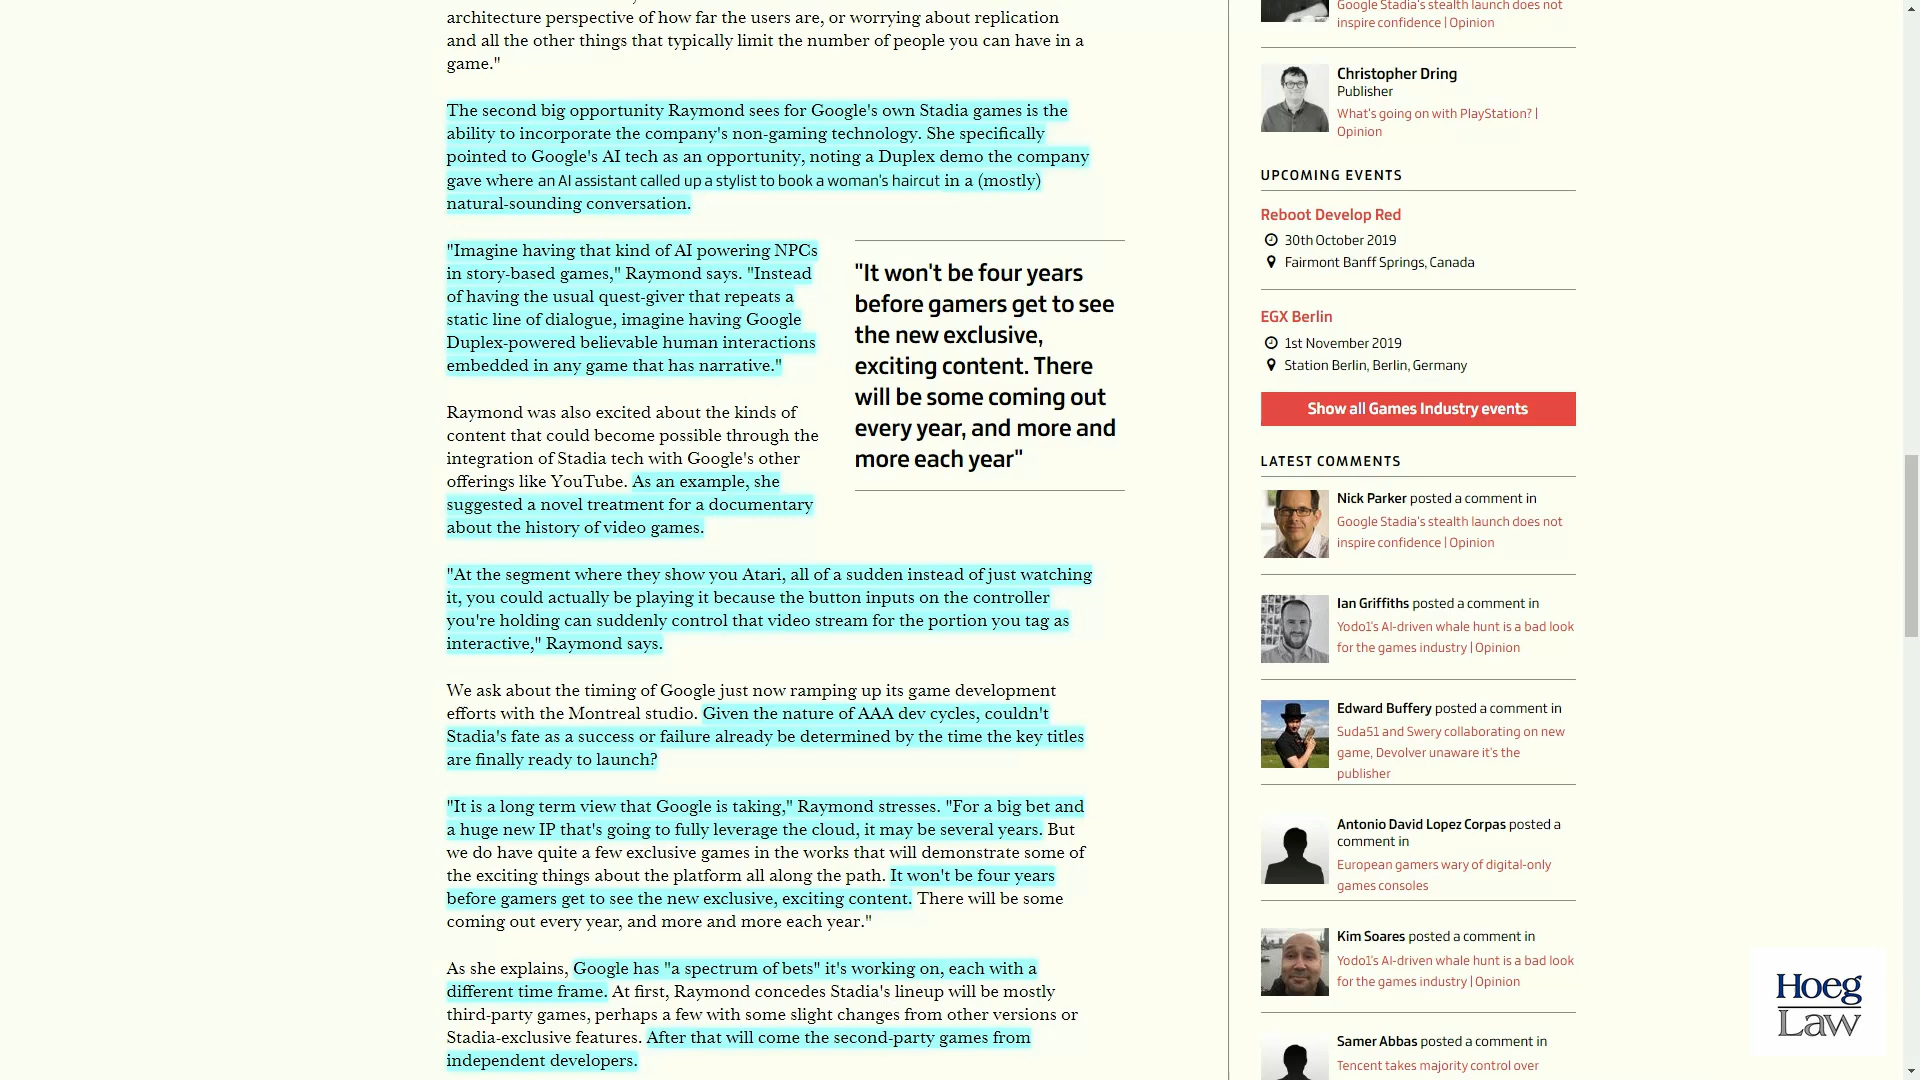 architecture perspective of how far the users are, or worrying about replication
and all the other things that typically limit the number of people you can have in a
game."
The second big opportunity Raymond sees for Google's own Stadia games is the
ability to incorporate the company's non-gaming technology. She specifically
pointed to Google's AI tech as an opportunity, noting a Duplex demo the company
gave where an AI assistant called up a stylist to book a woman's haircut in a (mostly)
natural-sounding conversation.
"Imagine having that kind of AI powering NPCs
in story-based games," Raymond says. "Instead
of having the usual quest-giver that repeats a
static line of dialogue, imagine having Google
Duplex-powered believable human interactions
embedded in any game that has narrative."
Raymond was also excited about the kinds of
content that could become possible through the
integration of Stadia tech with Google's other
offerings like YouTube. As an example, she
suggested a novel treatment for a documentary
about the history of video games.
"It won't be four years
before gamers get to see
the new exclusive,
exciting content. There
will be some coming out
every year, and more and
more each year"
"At the segment where they show you Atari, all of a sudden instead of just watching
it, you could actually be playing it because the button inputs on the controller
you're holding can suddenly control that video stream for the portion you tag as
interactive," Raymond says.
We ask about the timing of Google just now ramping up its game development
efforts with the Montreal studio. Given the nature of AAA dev cycles, couldn't
Stadia's fate as a success or failure already be determined by the time the key titles
are finally ready to launch?
"It is a long term view that Google is taking," Raymond stresses. "For a big bet and
a huge new IP that's going to fully leverage the cloud, it may be several years. But
we do have quite a few exclusive games in the works that will demonstrate some of
the exciting things about the platform all along the path. It won't be four years
before gamers get to see the new exclusive, exciting content. There will be some
coming out every year, and more and more each year."
As she explains, Google has "a spectrum of bets" it's working on, each with a
different time frame. At first, Raymond concedes Stadia's lineup will be mostly
third-party games, perhaps a few with some slight changes from other versions or
Stadia-exclusive features. After that will come the second-party games from
independent developers.
Google Stadia's stealth launch does not
inspire confidence | Opinion
Christopher Dring
Publisher
What's going on with PlayStation? |
Opinion
UPCOMING EVENTS
Reboot Develop Red
30th October 2019
Fairmont Banff Springs, Canada
EGX Berlin
1st November 2019
Station Berlin, Berlin, Germany
Show all Games Industry events
LATEST COMMENTS
Nick Parker posted a comment in
Google Stadia's stealth launch does not
inspire confidence | Opinion
Ian Griffiths posted a comment in
Yodo1's AI-driven whale hunt is a bad look
for the games industry | Opinion
Edward Buffery posted a comment in
Suda51 and Swery collaborating on new
game, Devolver unaware it's the
publisher
Antonio David Lopez Corpas posted a
comment in
European gamers wary of digital-only
games consoles
Kim Soares posted a comment in
Yodo1's AI-driven whale hunt is a bad look
for the games industry | Opinion
Samer Abbas posted a comment in
Tencent takes majority control over
Hoeg
Law